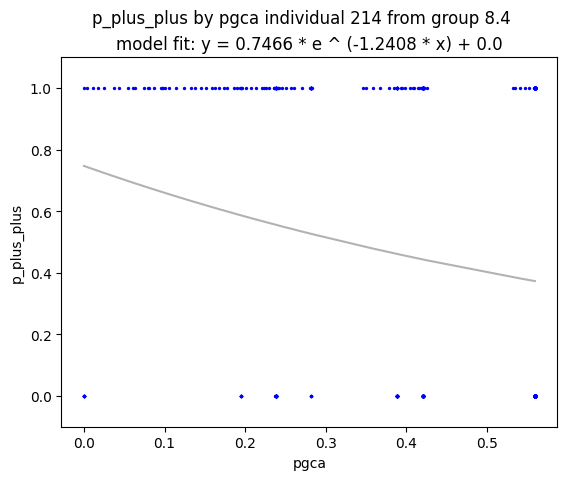 p_plus_plus by pgca individual 214 from group 8.4
model fit: y = 0.7466 * e ^ (-1.2408 * x) + 0.0
1.0
0.8
0.6
0.4
0.2
0.0
p_plus_plus
0.0 0.1 0.2 0.3 0.4 0.5
pgca